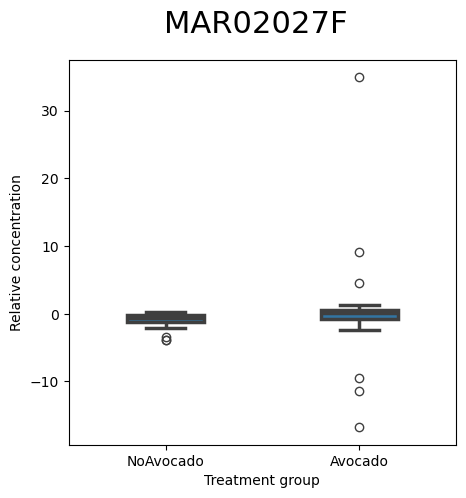 MAR02027F
Relative concentration
30
20
10
0
−10
NoAvocado
Avocado
Treatment group